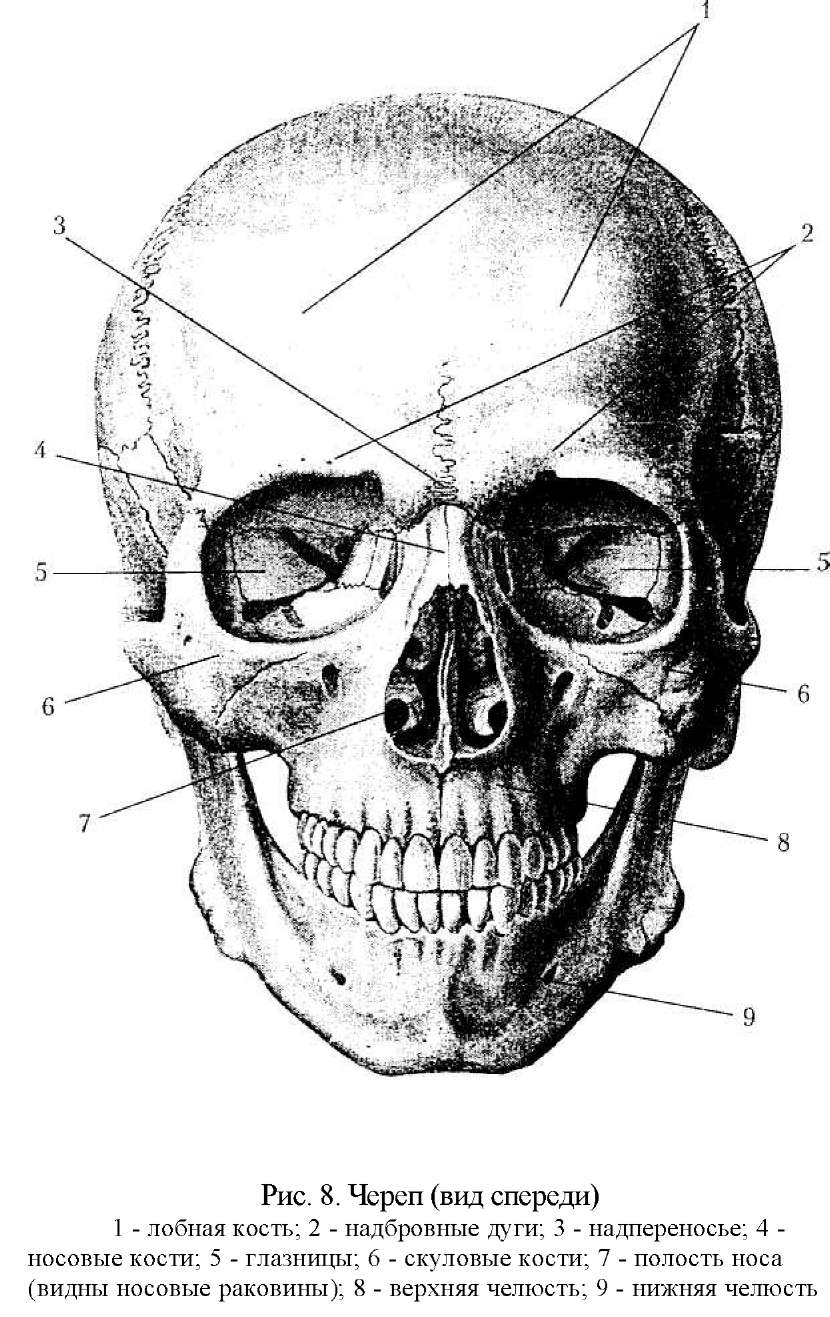 1
3
2
4
5
5
6
6
7
8
9
Рис. 8. Череп (вид спереди)
1 - лобная кость; 2 - надбровные дуги; 3 - надпереносье; 4 -
носовые кости; 5 - глазницы; 6 - скуловые кости; 7 - полость носа
(видны носовые раковины); 8 - верхняя челюсть; 9 - нижняя челюсть